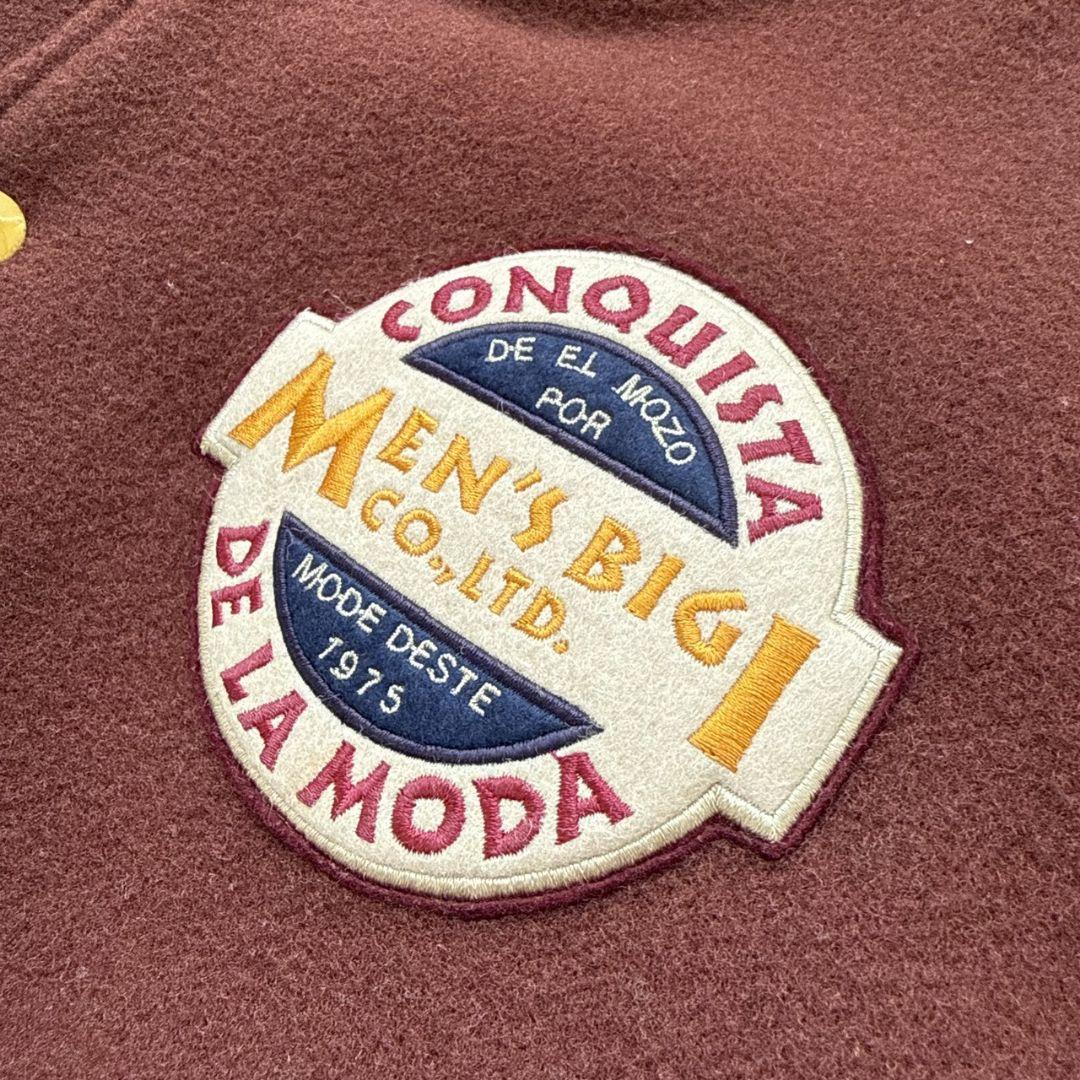 CONQUISTA
DE EL MOZO
POR
MEN'S BIGI
CO., LTD.
MODE DESTE
1975
DE LA MODA